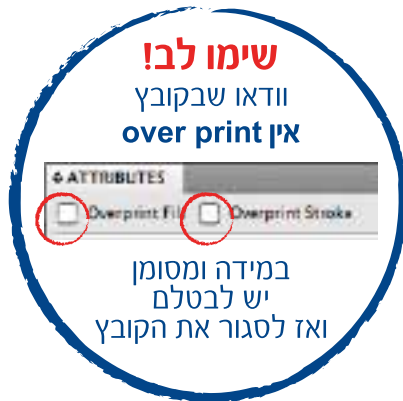 שימו לב!
וודאו שבקובץ
אין over print
ATTRIBUTES
Overprint Fil Overprint Stroke
במידה ומסומן
יש לבטלם
ואז לסגור את הקובץ